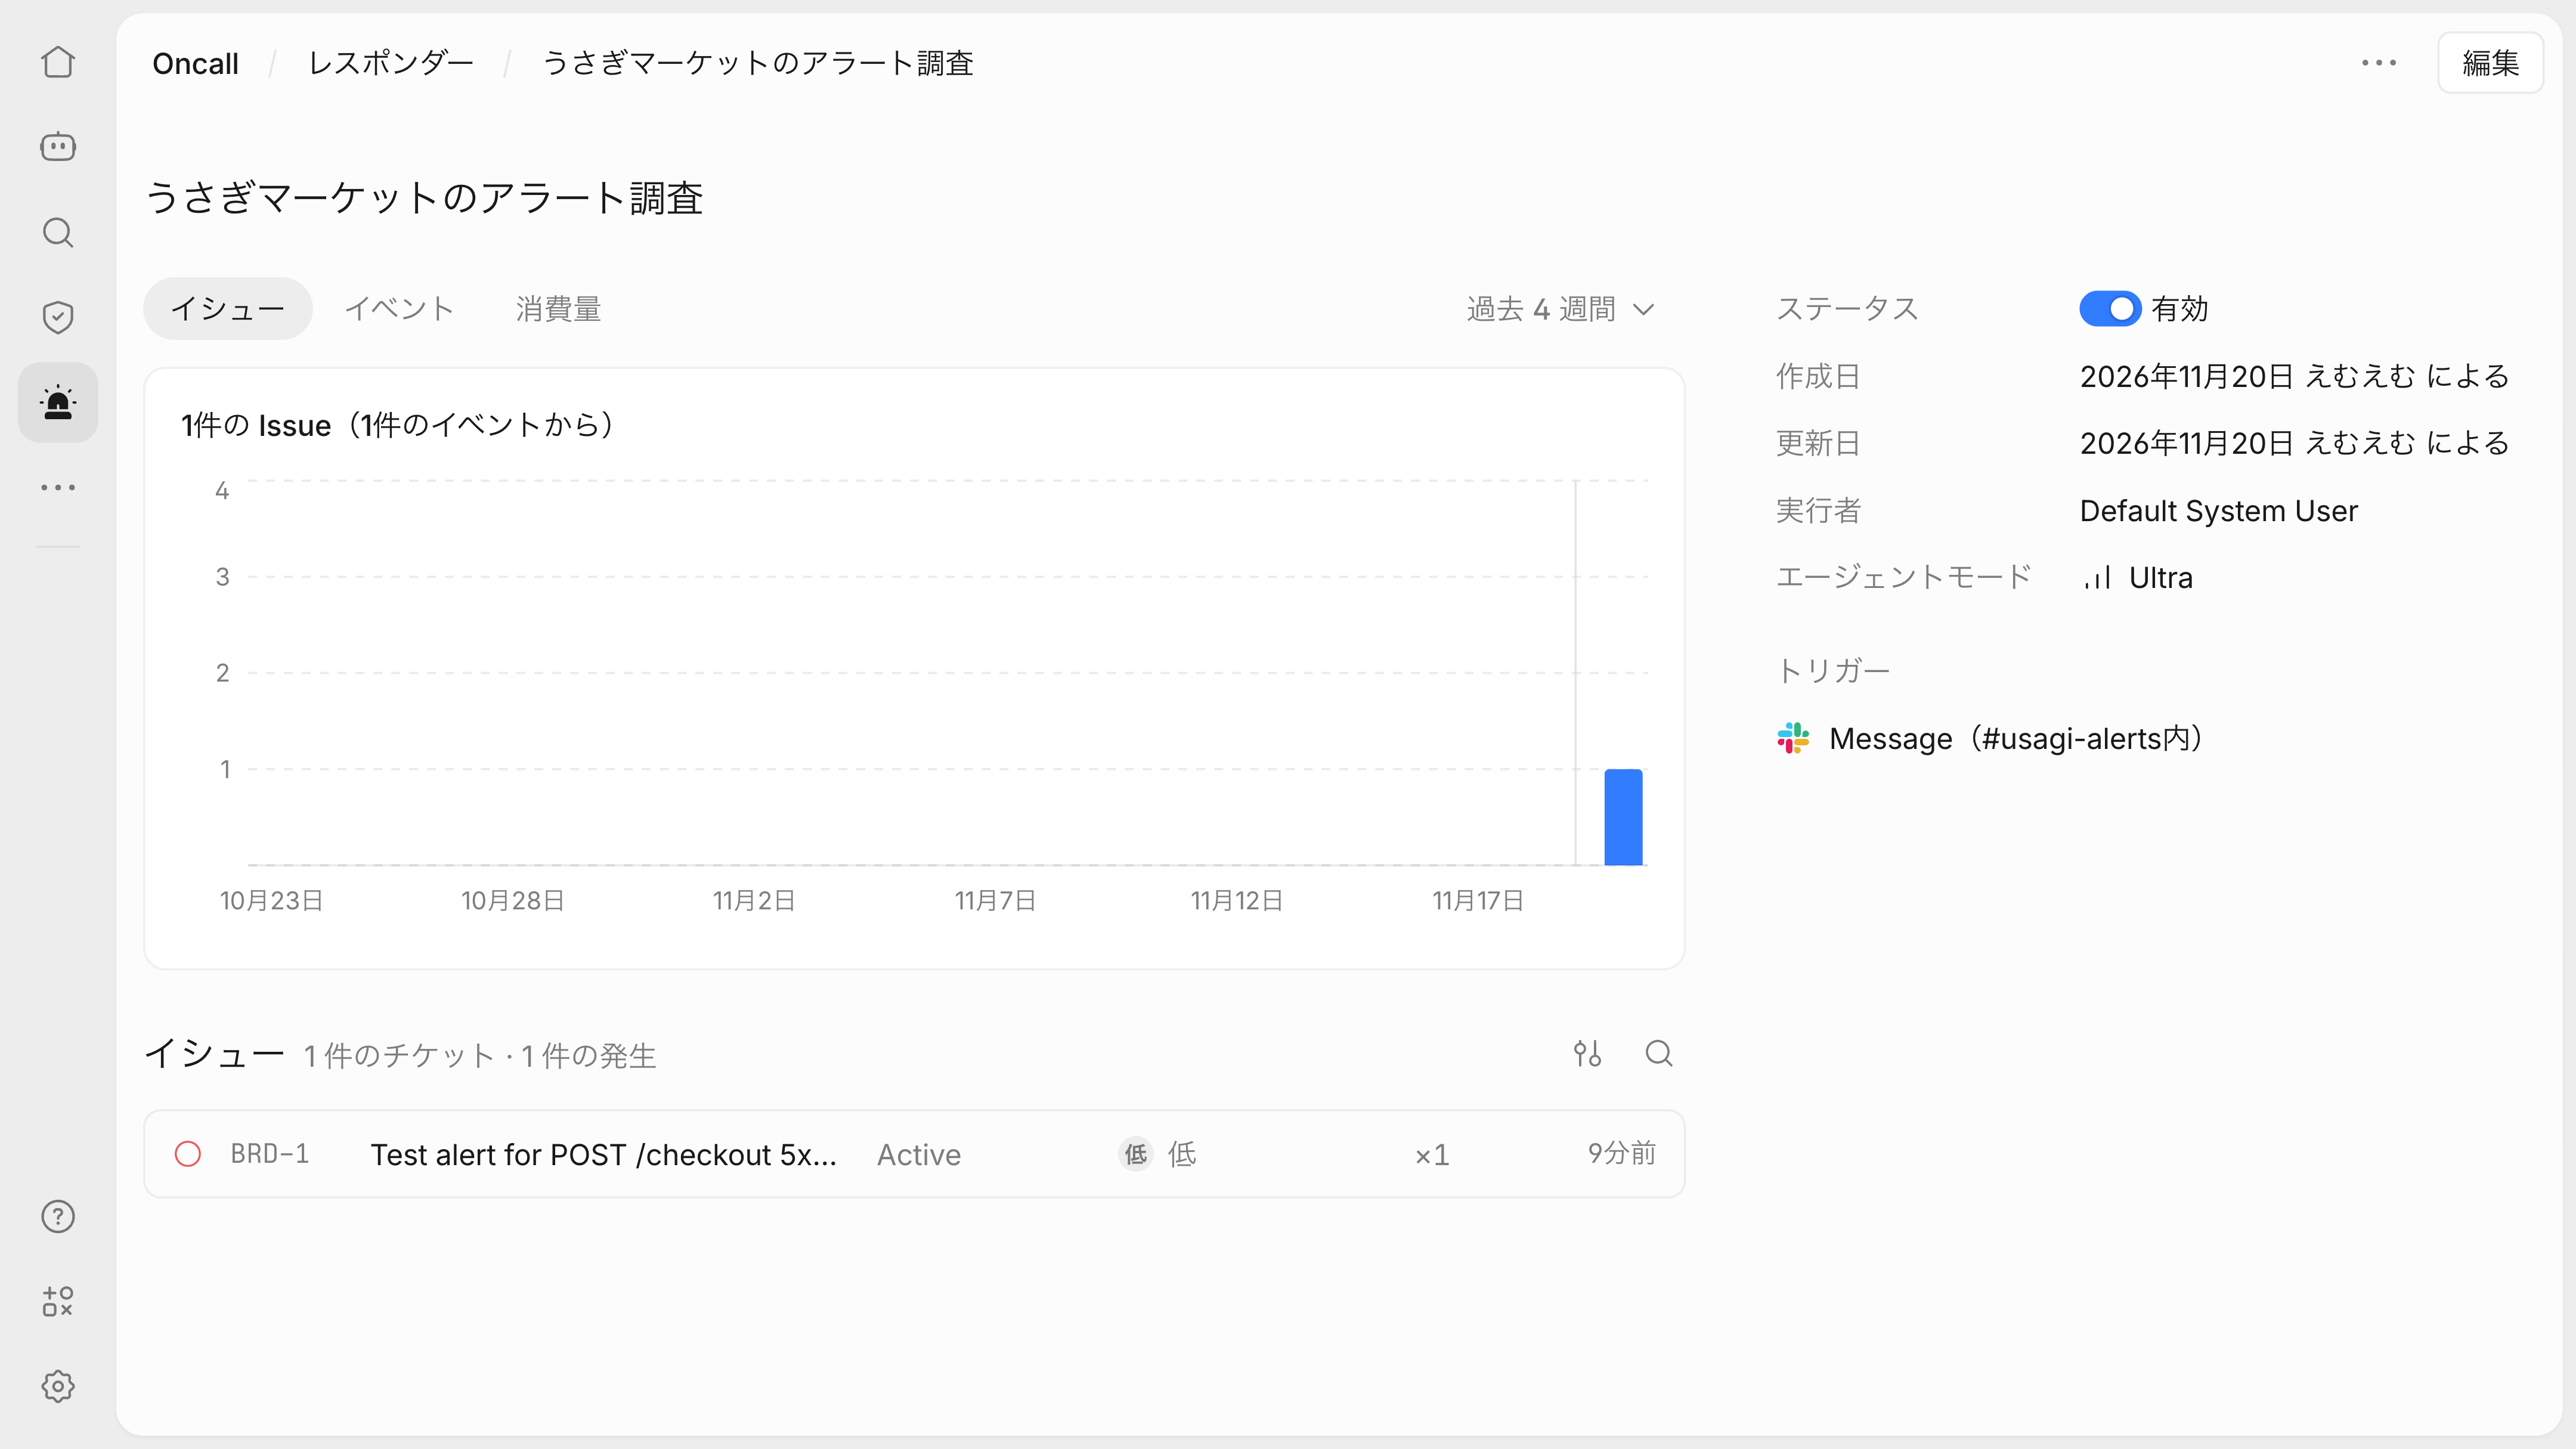 Oncall / レスポンダー / うさぎマーケットのアラート調査
編集
うさぎマーケットのアラート調査
イシュー イベント 消費量 過去 4 週間
1件の Issue（1件のイベントから）
4
3
2
1
10月23日 10月28日 11月2日 11月7日 11月12日 11月17日
イシュー 1 件のチケット · 1 件の発生
BRD-1 Test alert for POST /checkout 5x... Active 低 低 ×1 9分前
ステータス 有効
作成日 2026年11月20日 えむえむ による
更新日 2026年11月20日 えむえむ による
実行者 Default System User
エージェントモード Ultra
トリガー
Message（#usagi-alerts内）